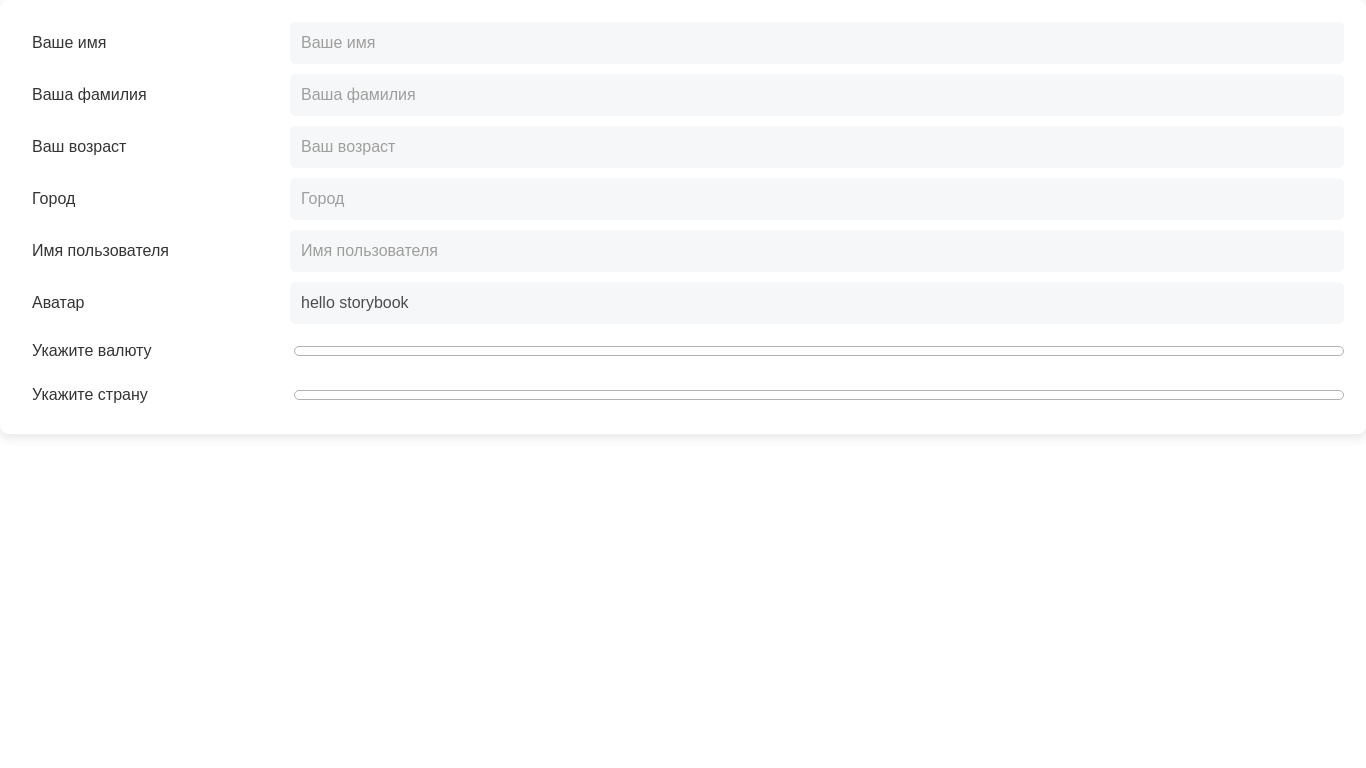 Ваше имя
Ваше имя
Ваша фамилия
Ваша фамилия
Ваш возраст
Ваш возраст
Город
Город
Имя пользователя
Имя пользователя
Аватар
hello storybook
Укажите валюту
Укажите страну